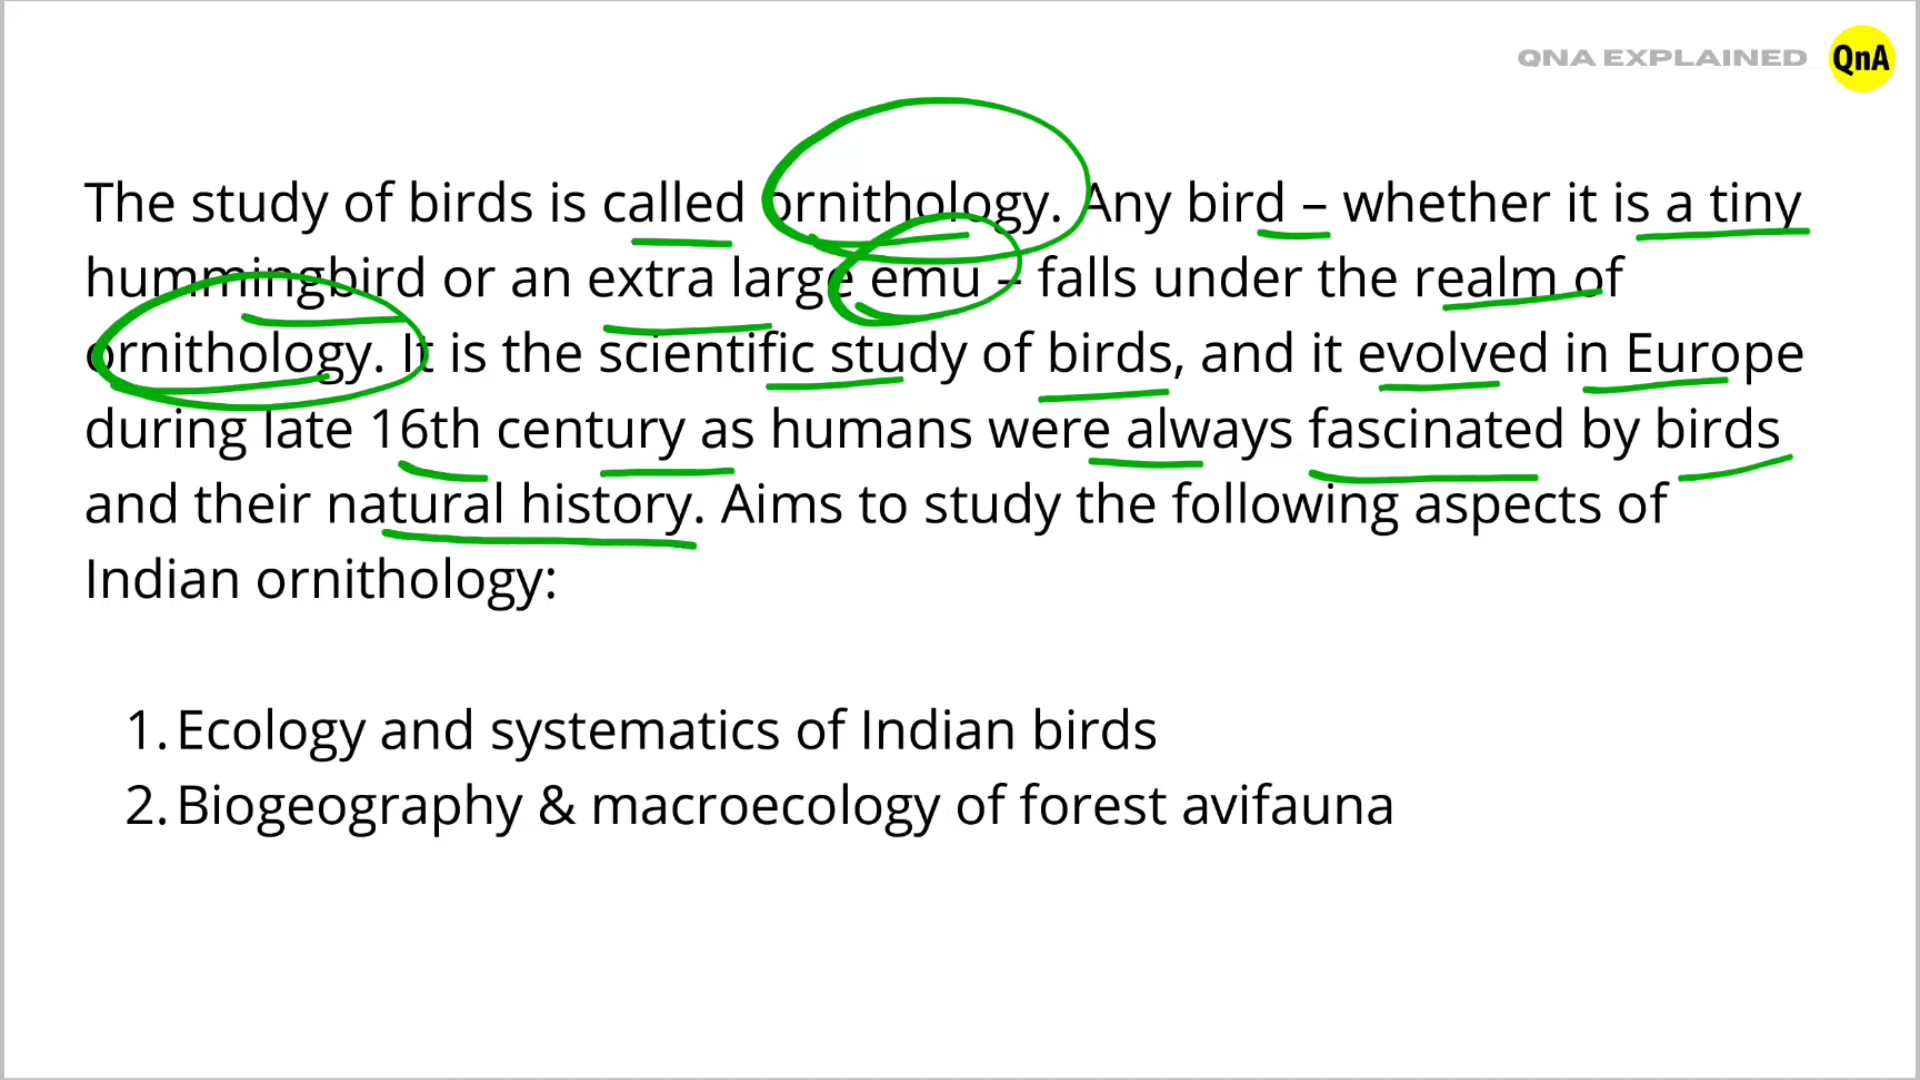 QNA EXPLAINED QnA
The study of birds is called ornithology. Any bird – whether it is a tiny
hummingbird or an extra large emu – falls under the realm of
ornithology. It is the scientific study of birds, and it evolved in Europe
during late 16th century as humans were always fascinated by birds
and their natural history. Aims to study the following aspects of
Indian ornithology:
1. Ecology and systematics of Indian birds
2. Biogeography & macroecology of forest avifauna